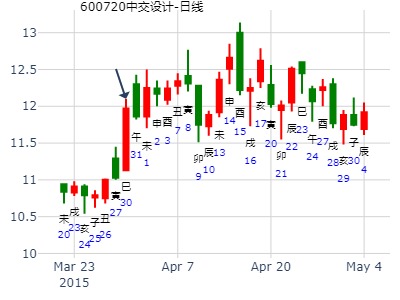 600720中交设计-日线
13
12.5
12
11.5
11
10.5
10
未 20
戌 23
亥 24
子 25
丑 26
寅 27
巳 30
午 31
未 1
申 2
酉 3
丑 7
寅 8
卯 9
辰 10
未 13
申 14
酉 15
戌 16
亥 17
寅 20
卯 21
辰 22
巳 23
午 24
未 27
酉 28
亥 29
子 30
辰 4
Mar 23
2015
Apr 7
Apr 20
May 4